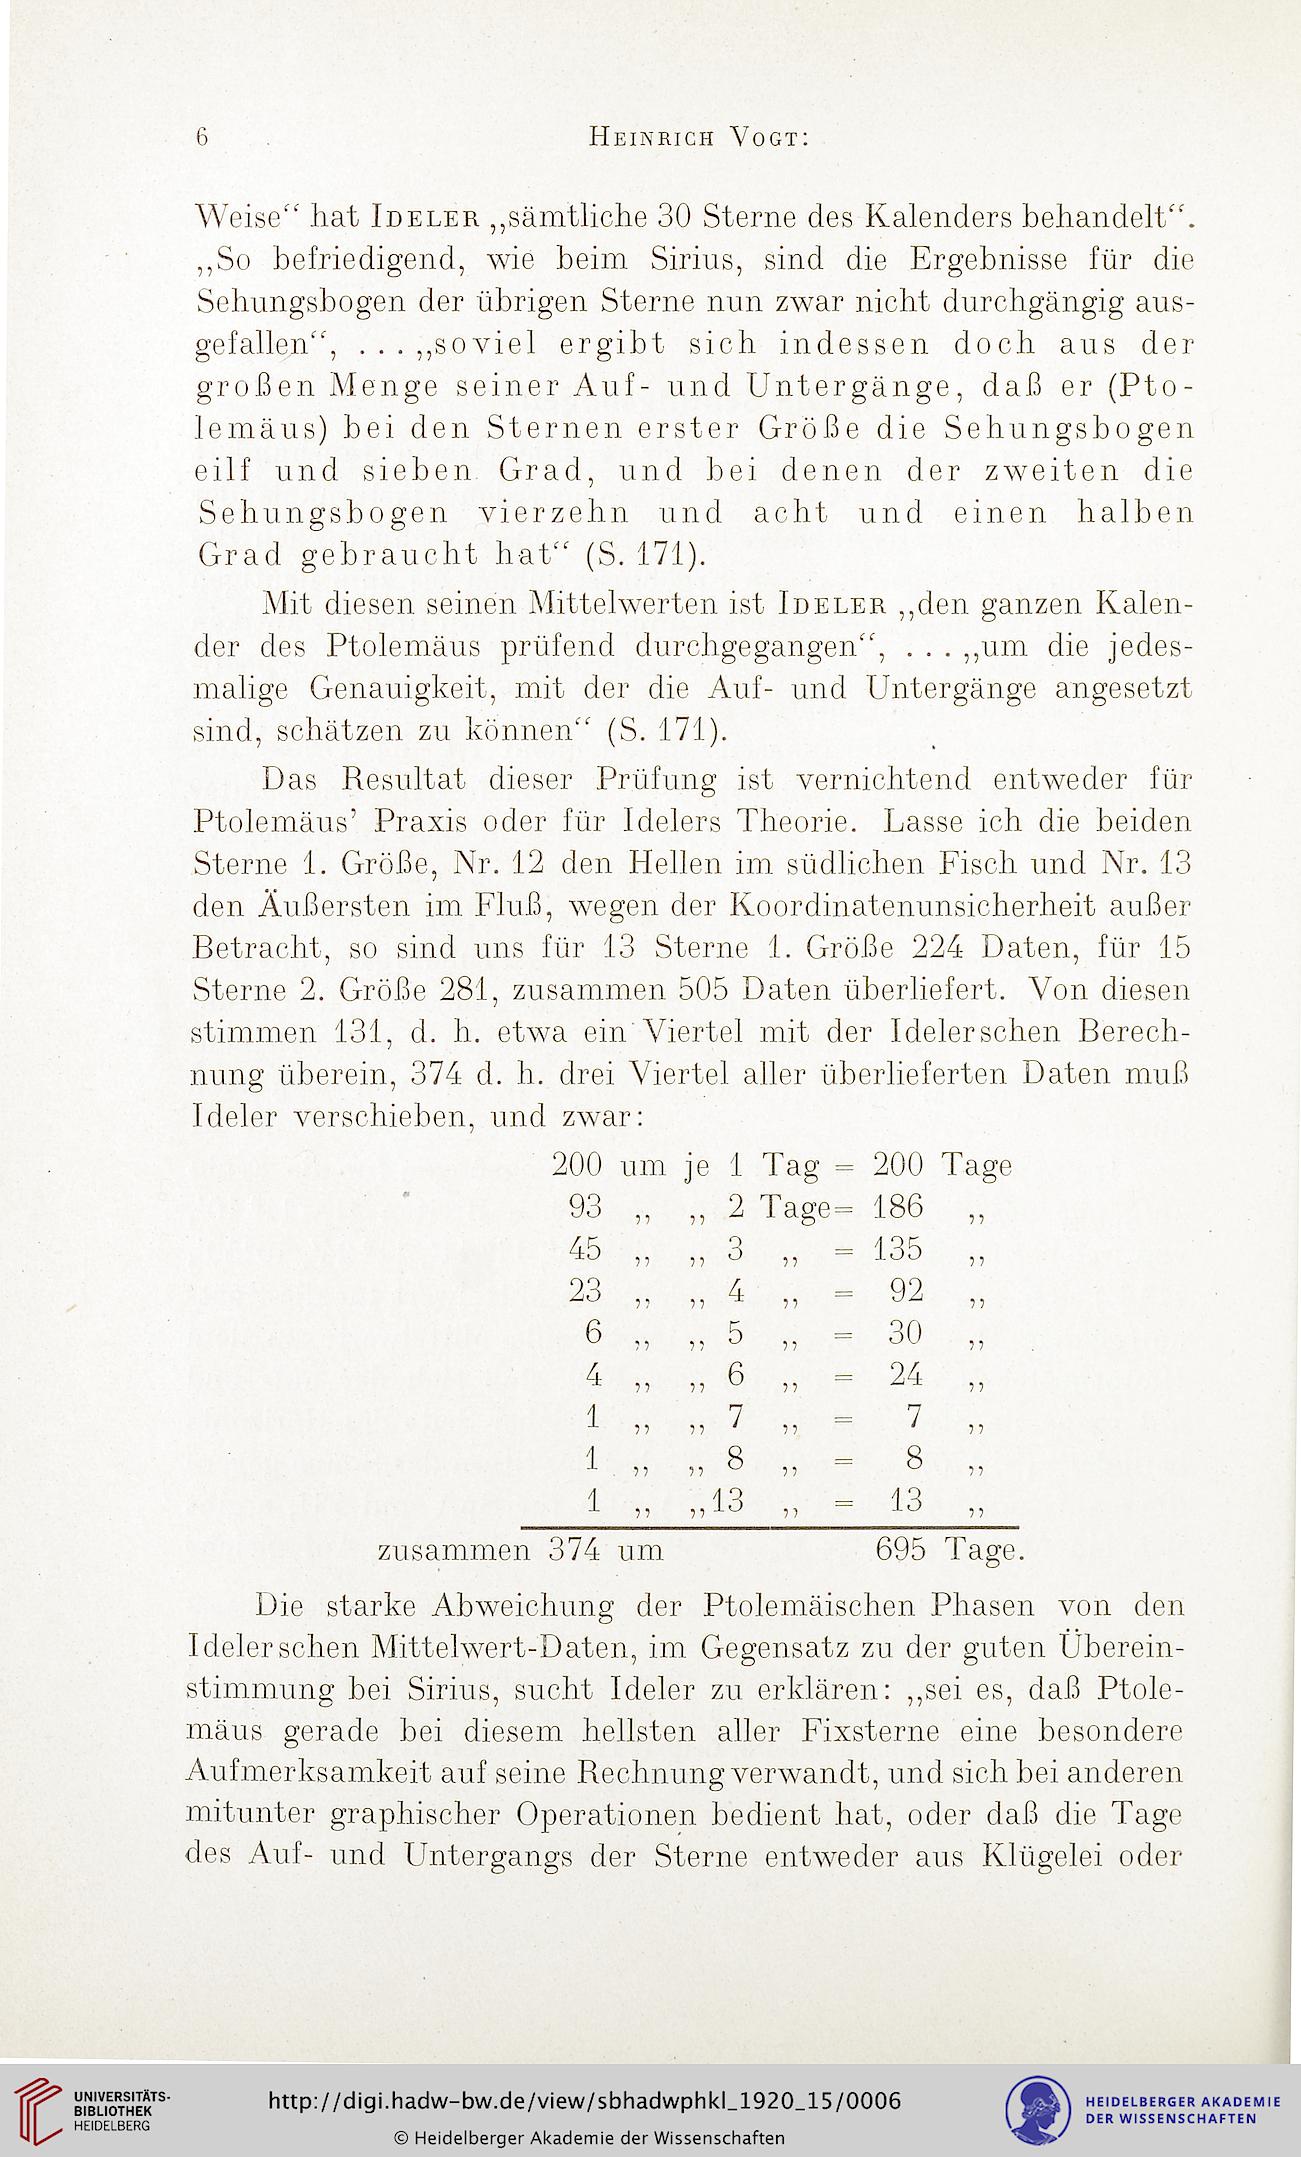 6 Heinrich Vogt:
Weise“ hat Ideler „sämtliche 30 Sterne des Kalenders behandelt“.
„So befriedigend, wie beim Sirius, sind die Ergebnisse für die
Sehungsbogen der übrigen Sterne nun zwar nicht durchgängig aus-
gefallen“, ... „soviel ergibt sich indessen doch aus der
großen Menge seiner Auf- und Untergänge, daß er (Pto-
lemäus) bei den Sternen erster Größe die Sehungsbogen
eilf und sieben Grad, und bei denen der zweiten die
Sehungsbogen vierzehn und acht und einen halben
Grad gebraucht hat“ (S. 171).
Mit diesen seinen Mittelwerten ist Ideler „den ganzen Kalen-
der des Ptolemäus prüfend durchgegangen“, ... „um die jedes-
malige Genauigkeit, mit der die Auf- und Untergänge angesetzt
sind, schätzen zu können“ (S. 171).
Das Resultat dieser Prüfung ist vernichtend entweder für
Ptolemäus’ Praxis oder für Idelers Theorie. Lasse ich die beiden
Sterne 1. Größe, Nr. 12 den Hellen im südlichen Fisch und Nr. 13
den Äußersten im Fluß, wegen der Koordinatenunsicherheit außer
Betracht, so sind uns für 13 Sterne 1. Größe 224 Daten, für 15
Sterne 2. Größe 281, zusammen 505 Daten überliefert. Von diesen
stimmen 131, d. h. etwa ein Viertel mit der Idelerschen Berech-
nung überein, 374 d. h. drei Viertel aller überlieferten Daten muß
Ideler verschieben, und zwar:
200 um je 1 Tag = 200 Tage
93 „ „ 2 Tage = 186 „
45 „ „ 3 „ = 135 „
23 „ „ 4 „ = 92 „
6 „ „ 5 „ = 30 „
4 „ „ 6 „ = 24 „
1 „ „ 7 „ = 7 „
1 „ „ 8 „ = 8 „
1 „ „ 13 „ = 13 „
zusammen 374 um 695 Tage.
Die starke Abweichung der Ptolemäischen Phasen von den
Idelerschen Mittelwert-Daten, im Gegensatz zu der guten Überein-
stimmung bei Sirius, sucht Ideler zu erklären: „sei es, daß Ptole-
mäus gerade bei diesem hellsten aller Fixsterne eine besondere
Aufmerksamkeit auf seine Rechnung verwandt, und sich bei anderen
mitunter graphischer Operationen bedient hat, oder daß die Tage
des Auf- und Untergangs der Sterne entweder aus Klügelei oder
UNIVERSITÄTS-
BIBLIOTHEK
HEIDELBERG
http://digi.hadw-bw.de/view/sbhadwphkl_1920_15/0006
© Heidelberger Akademie der Wissenschaften
HEIDELBERGER AKADEMIE
DER WISSENSCHAFTEN